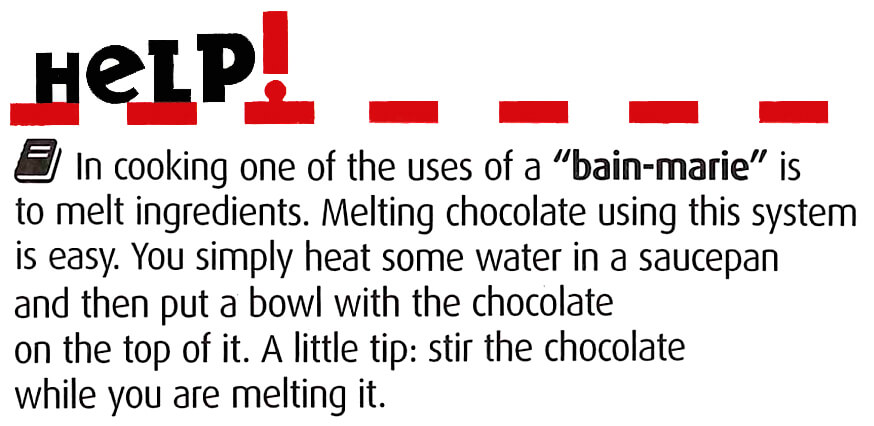 HeLP!
In cooking one of the uses of a “bain-marie” is
to melt ingredients. Melting chocolate using this system
is easy. You simply heat some water in a saucepan
and then put a bowl with the chocolate
on the top of it. A little tip: stir the chocolate
while you are melting it.